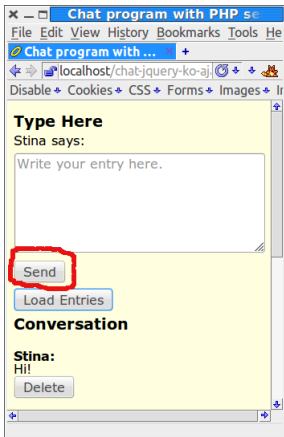 Chat program with PHP se
File Edit View History Bookmarks Tools He
Chat program with ... × +
localhost/chat-jquery-ko-aj.
Disable Cookies CSS Forms Images I
Type Here
Stina says:
Write your entry here.
Send
Load Entries
Conversation
Stina:
Hi!
Delete